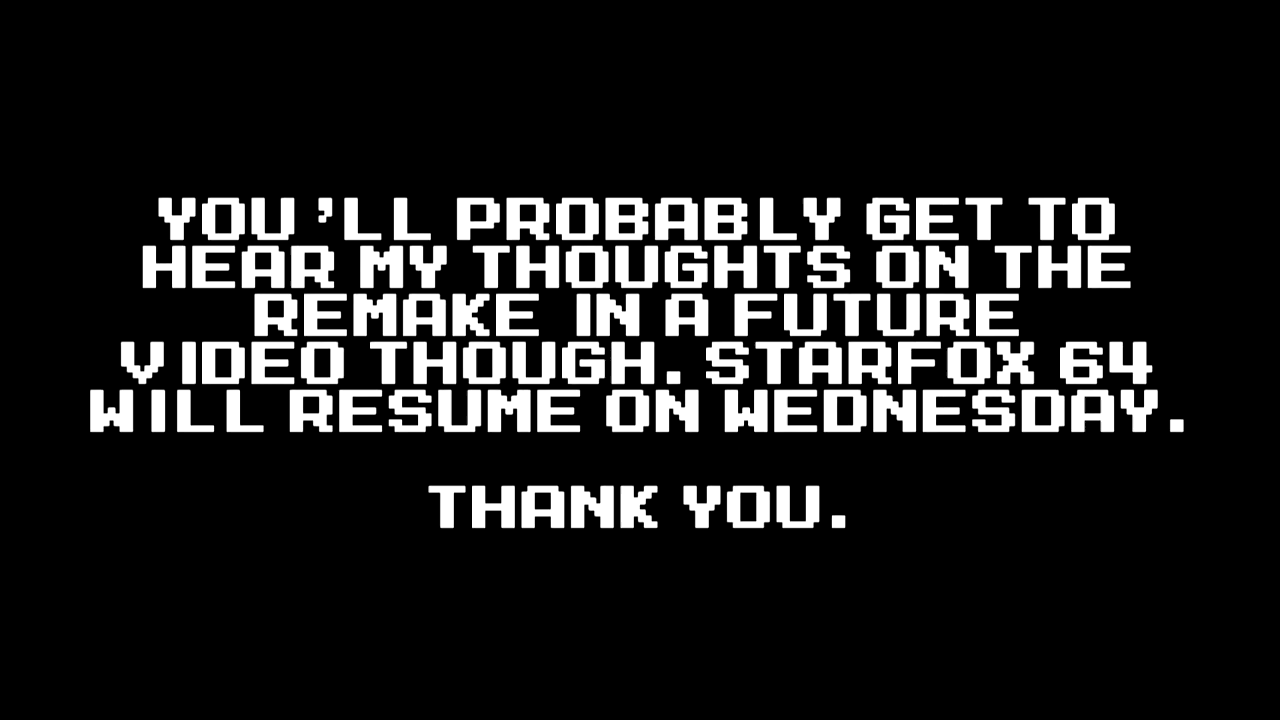 YOU'LL PROBABLY GET TO
HEAR MY THOUGHTS ON THE
REMAKE IN A FUTURE
VIDEO THOUGH. STARFOX 64
WILL RESUME ON WEDNESDAY.
THANK YOU.